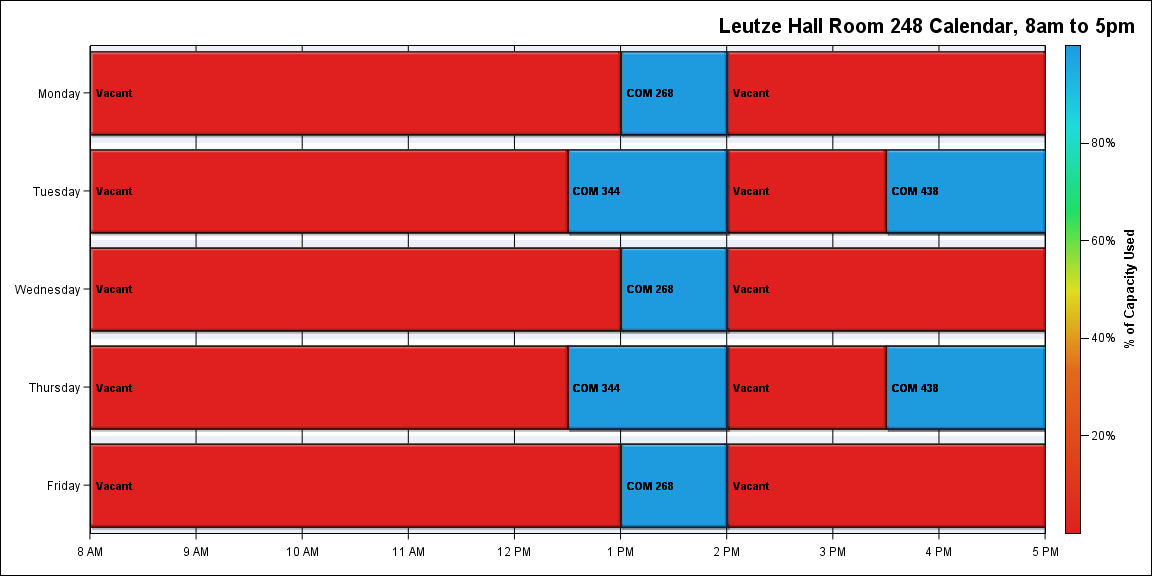 Leutze Hall Room 248 Calendar, 8am to 5pm
Monday
Vacant
COM 268
Vacant
Tuesday
Vacant
COM 344
Vacant
COM 438
Wednesday
Vacant
COM 268
Vacant
Thursday
Vacant
COM 344
Vacant
COM 438
Friday
Vacant
COM 268
Vacant
8 AM
9 AM
10 AM
11 AM
12 PM
1 PM
2 PM
3 PM
4 PM
5 PM
80%
60%
40%
20%
% of Capacity Used